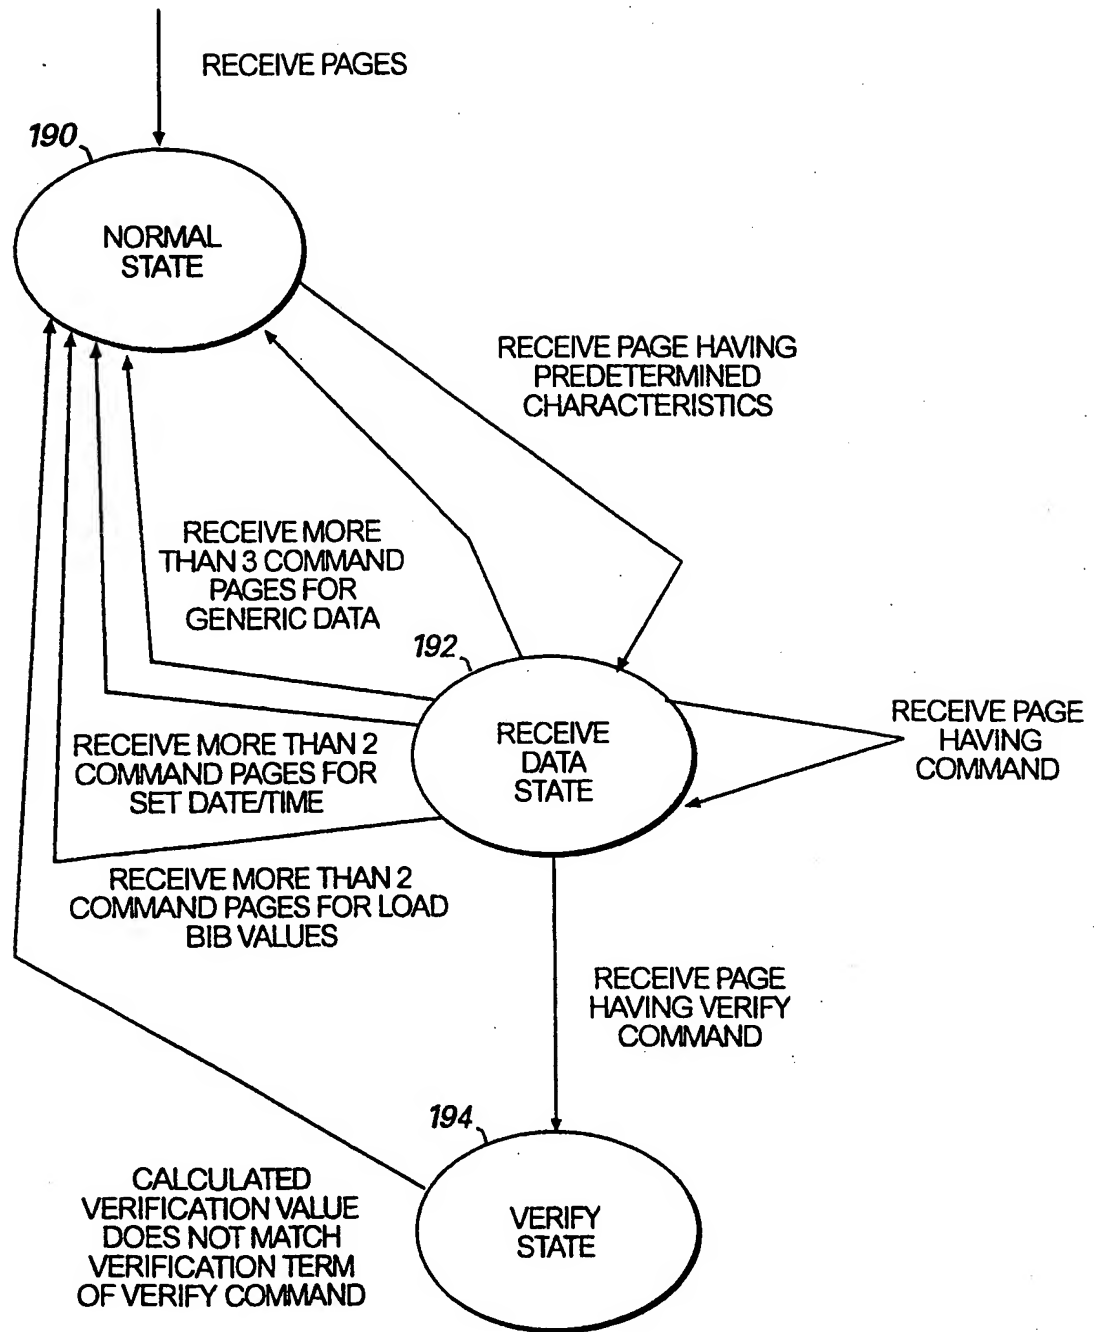 RECEIVE PAGES
190
NORMAL
STATE
RECEIVE PAGE HAVING
PREDETERMINED
CHARACTERISTICS
RECEIVE MORE
THAN 3 COMMAND
PAGES FOR
GENERIC DATA
192
RECEIVE
DATA
STATE
RECEIVE PAGE
HAVING
COMMAND
RECEIVE MORE THAN 2
COMMAND PAGES FOR
SET DATE/TIME
RECEIVE MORE THAN 2
COMMAND PAGES FOR LOAD
BIB VALUES
RECEIVE PAGE
HAVING VERIFY
COMMAND
194
VERIFY
STATE
CALCULATED
VERIFICATION VALUE
DOES NOT MATCH
VERIFICATION TERM
OF VERIFY COMMAND